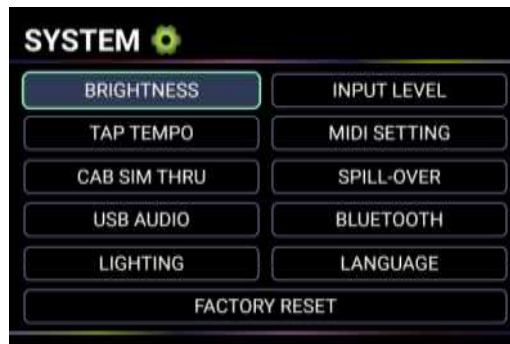 SYSTEM
BRIGHTNESS
INPUT LEVEL
TAP TEMPO
MIDI SETTING
CAB SIM THRU
SPILL-OVER
USB AUDIO
BLUETOOTH
LIGHTING
LANGUAGE
FACTORY RESET